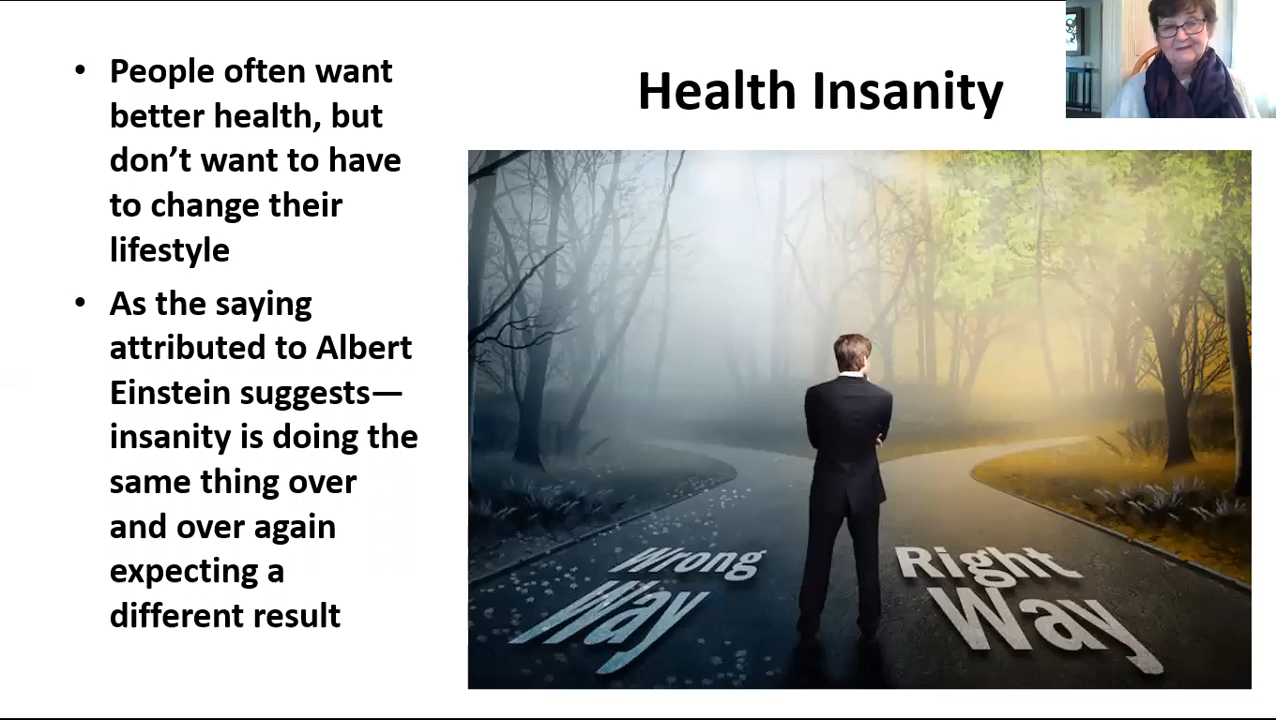 • People often want
better health, but
don’t want to have
to change their
lifestyle
• As the saying
attributed to Albert
Einstein suggests—
insanity is doing the
same thing over
and over again
expecting a
different result
Health Insanity
Wrong
Way
Right
Way